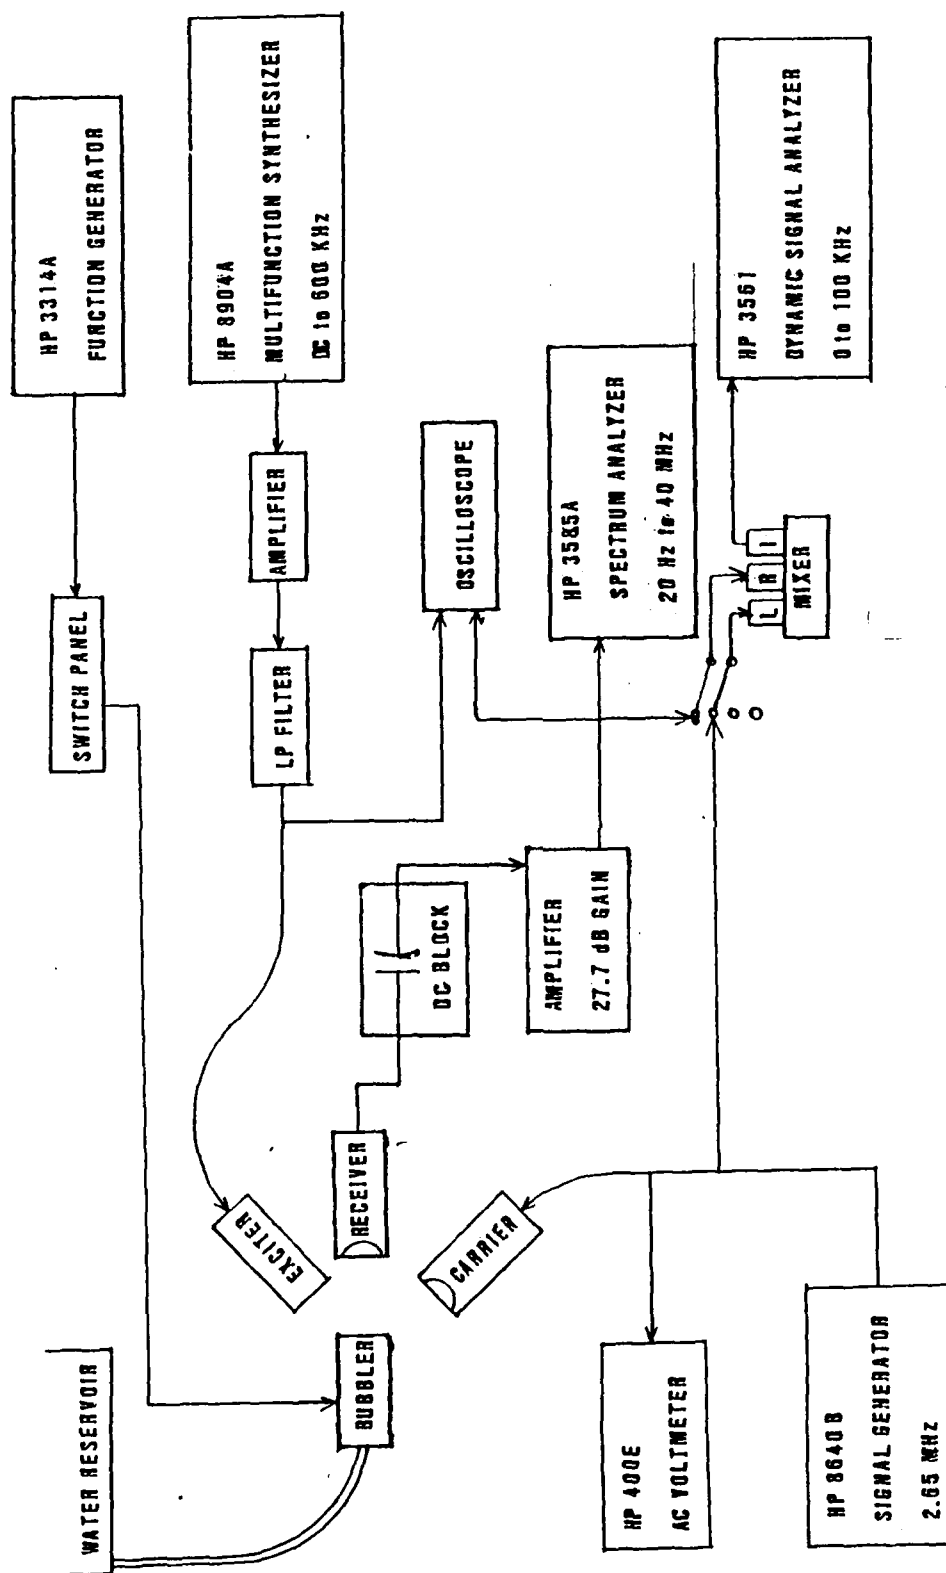 WATER RESERVOIR
SWITCH PANEL
HP 3314A
FUNCTION GENERATOR
EXCITER
LP FILTER
AMPLIFIER
HP 8904A
MULTIFUNCTION SYNTHESIZER
DC to 600 KHz
BUBBLER
RECEIVER
DC BLOCK
OSCILLOSCOPE
CARRIER
AMPLIFIER
27.7 dB GAIN
HP 3585A
SPECTRUM ANALYZER
20 Hz to 40 MHz
HP 400E
AC VOLTMETER
L R I
MIXER
HP 3561
DYNAMIC SIGNAL ANALYZER
0 to 100 KHz
HP 8640B
SIGNAL GENERATOR
2.65 MHz